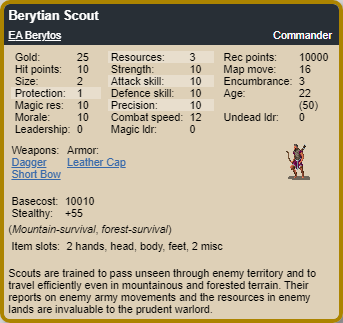 Berytian Scout
EA Berytos Commander
Gold: 25 Resources: 3 Rec points: 10000
Hit points: 10 Strength: 10 Map move: 16
Size: 2 Attack skill: 10 Encumbrance: 3
Protection: 1 Defence skill: 10 Age: 22
Magic res: 10 Precision: 10 (50)
Morale: 10 Combat speed: 12 Undead ldr: 0
Leadership: 0 Magic ldr: 0
Weapons: Armor:
Dagger Leather Cap
Short Bow
Basecost: 10010
Stealthy: +55
(Mountain-survival, forest-survival)
Item slots: 2 hands, head, body, feet, 2 misc
Scouts are trained to pass unseen through enemy territory and to
travel efficiently even in mountainous and forested terrain. Their
reports on enemy army movements and the resources in enemy
lands are invaluable to the prudent warlord.